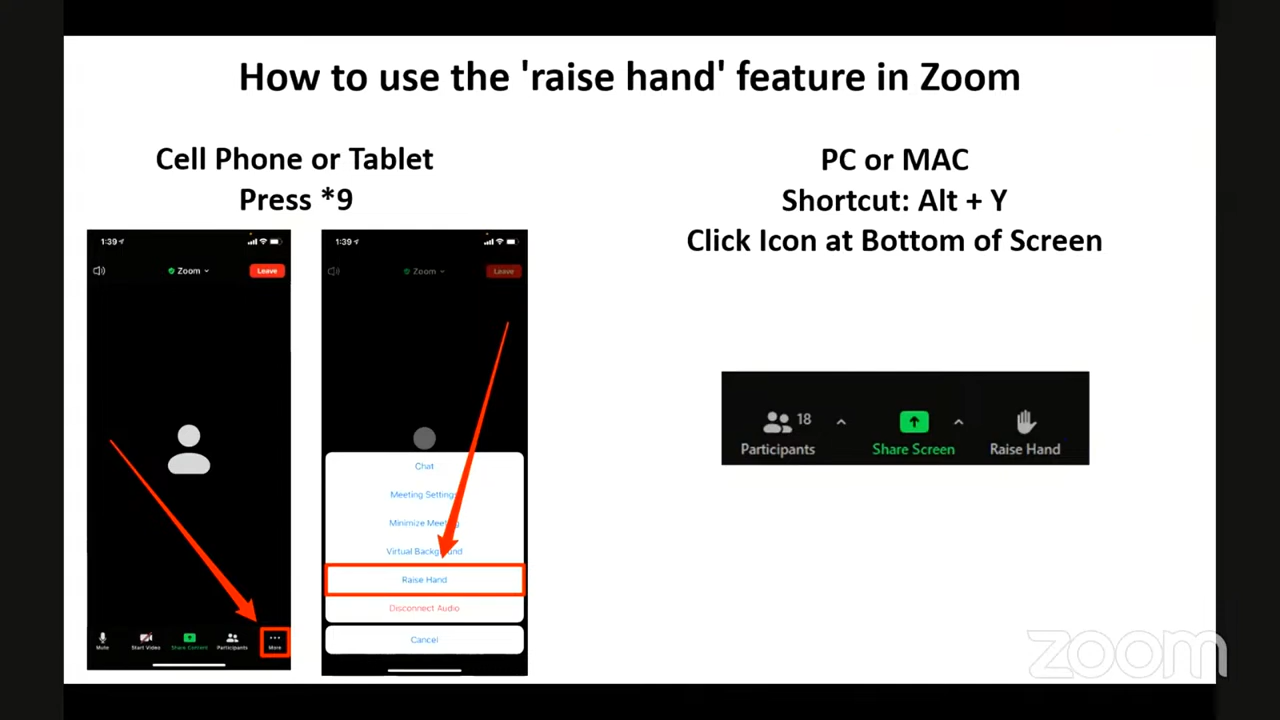 How to use the 'raise hand' feature in Zoom
Cell Phone or Tablet
Press *9
PC or MAC
Shortcut: Alt + Y
Click Icon at Bottom of Screen
1:39
Zoom
Leave
Mute
Start Video
Share Content
Participants
More
1:39
Zoom
Leave
Chat
Meeting Settings
Minimize Meeting
Virtual Background
Raise Hand
Disconnect Audio
Cancel
18
Participants
Share Screen
Raise Hand
zoom